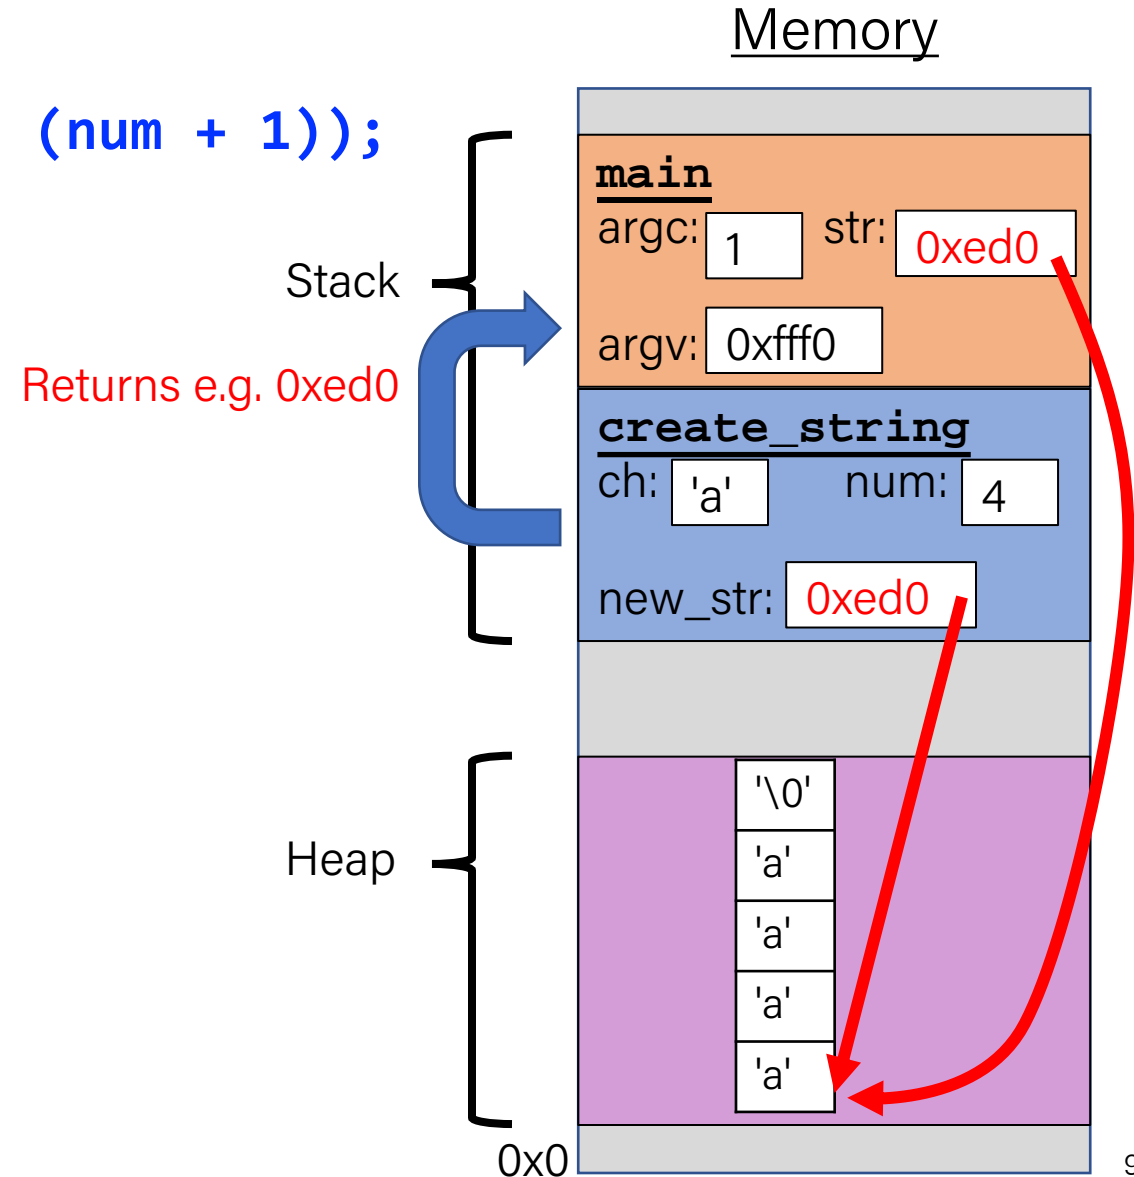 Memory
(num + 1));
main
argc: 1 str: 0xed0
Stack
argv: 0xfff0
Returns e.g. 0xed0
create_string
ch: 'a' num: 4
new_str: 0xed0
'\0'
Heap
'a'
'a'
'a'
'a'
0x0